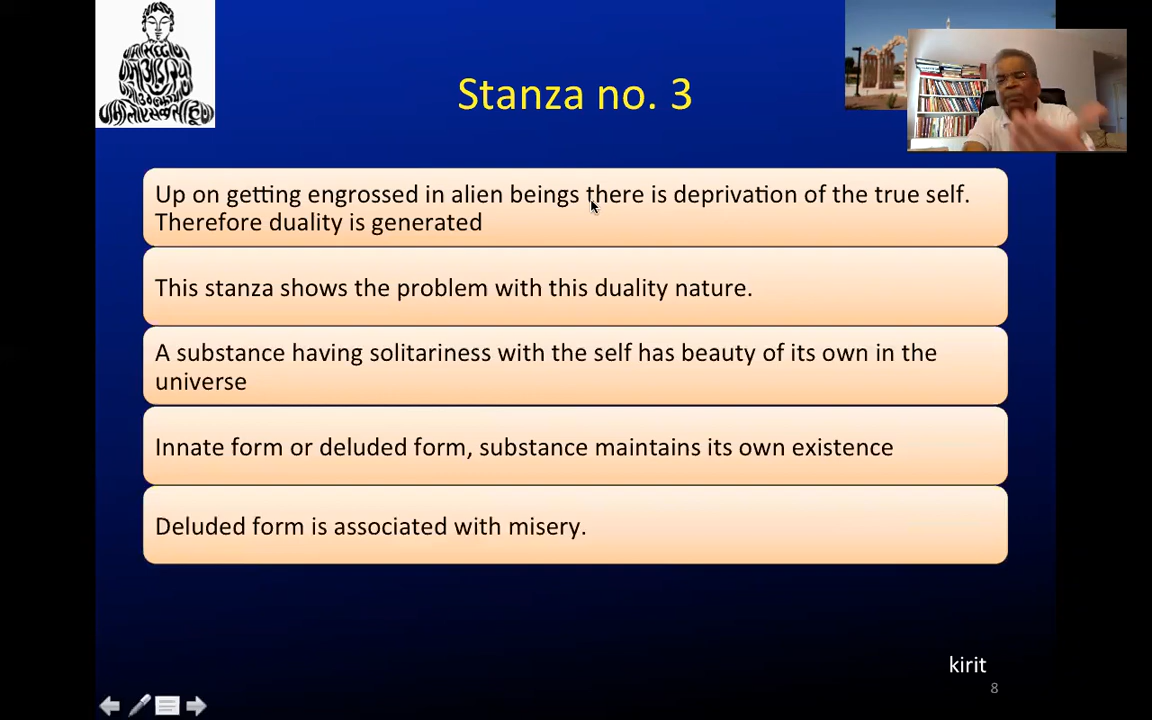 Stanza no. 3
Up on getting engrossed in alien beings there is deprivation of the true self.
Therefore duality is generated
This stanza shows the problem with this duality nature.
A substance having solitariness with the self has beauty of its own in the
universe
Innate form or deluded form, substance maintains its own existence
Deluded form is associated with misery.
kirit
8